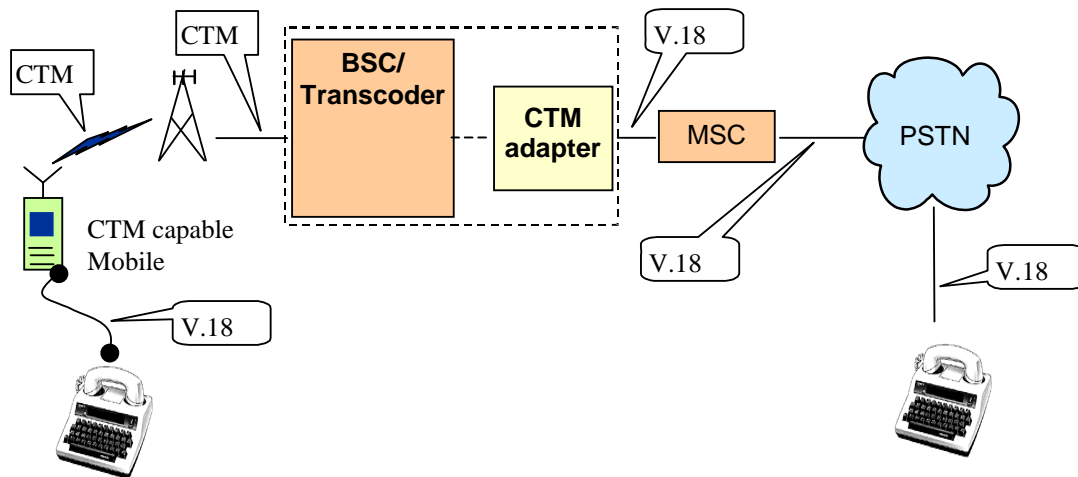 CTM
CTM
BSC/
Transcoder
CTM
adapter
V.18
MSC
PSTN
CTM capable
Mobile
V.18
V.18
V.18